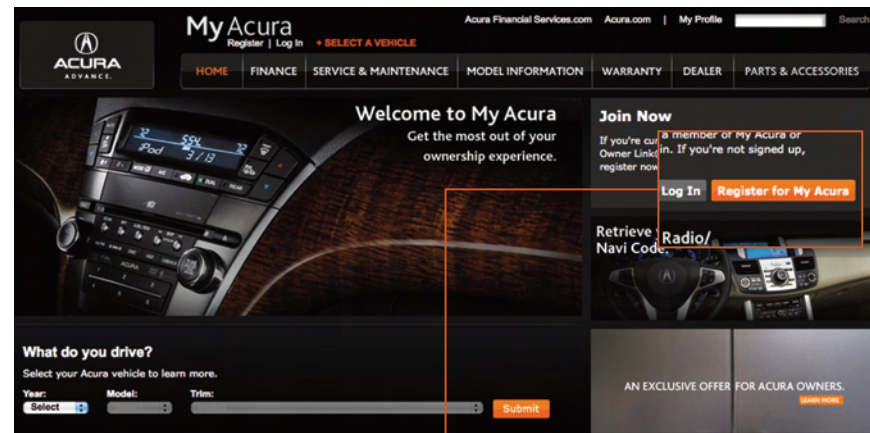 ACURA
ADVANCE.
My Acura
Register | Log In + SELECT A VEHICLE
Acura Financial Services.com Acura.com | My Profile Search
HOME FINANCE SERVICE & MAINTENANCE MODEL INFORMATION WARRANTY DEALER PARTS & ACCESSORIES
Welcome to My Acura
Get the most out of your
ownership experience.
iPod
Join Now
If you're cur
Owner Link
register now
a member of My Acura or
in. If you're not signed up,
Log In Register for My Acura
Radio/
Retrieve
Navi Code.
What do you drive?
Select your Acura vehicle to learn more.
Year: Model: Trim:
Select Submit
AN EXCLUSIVE OFFER FOR ACURA OWNERS.
LEARN MORE